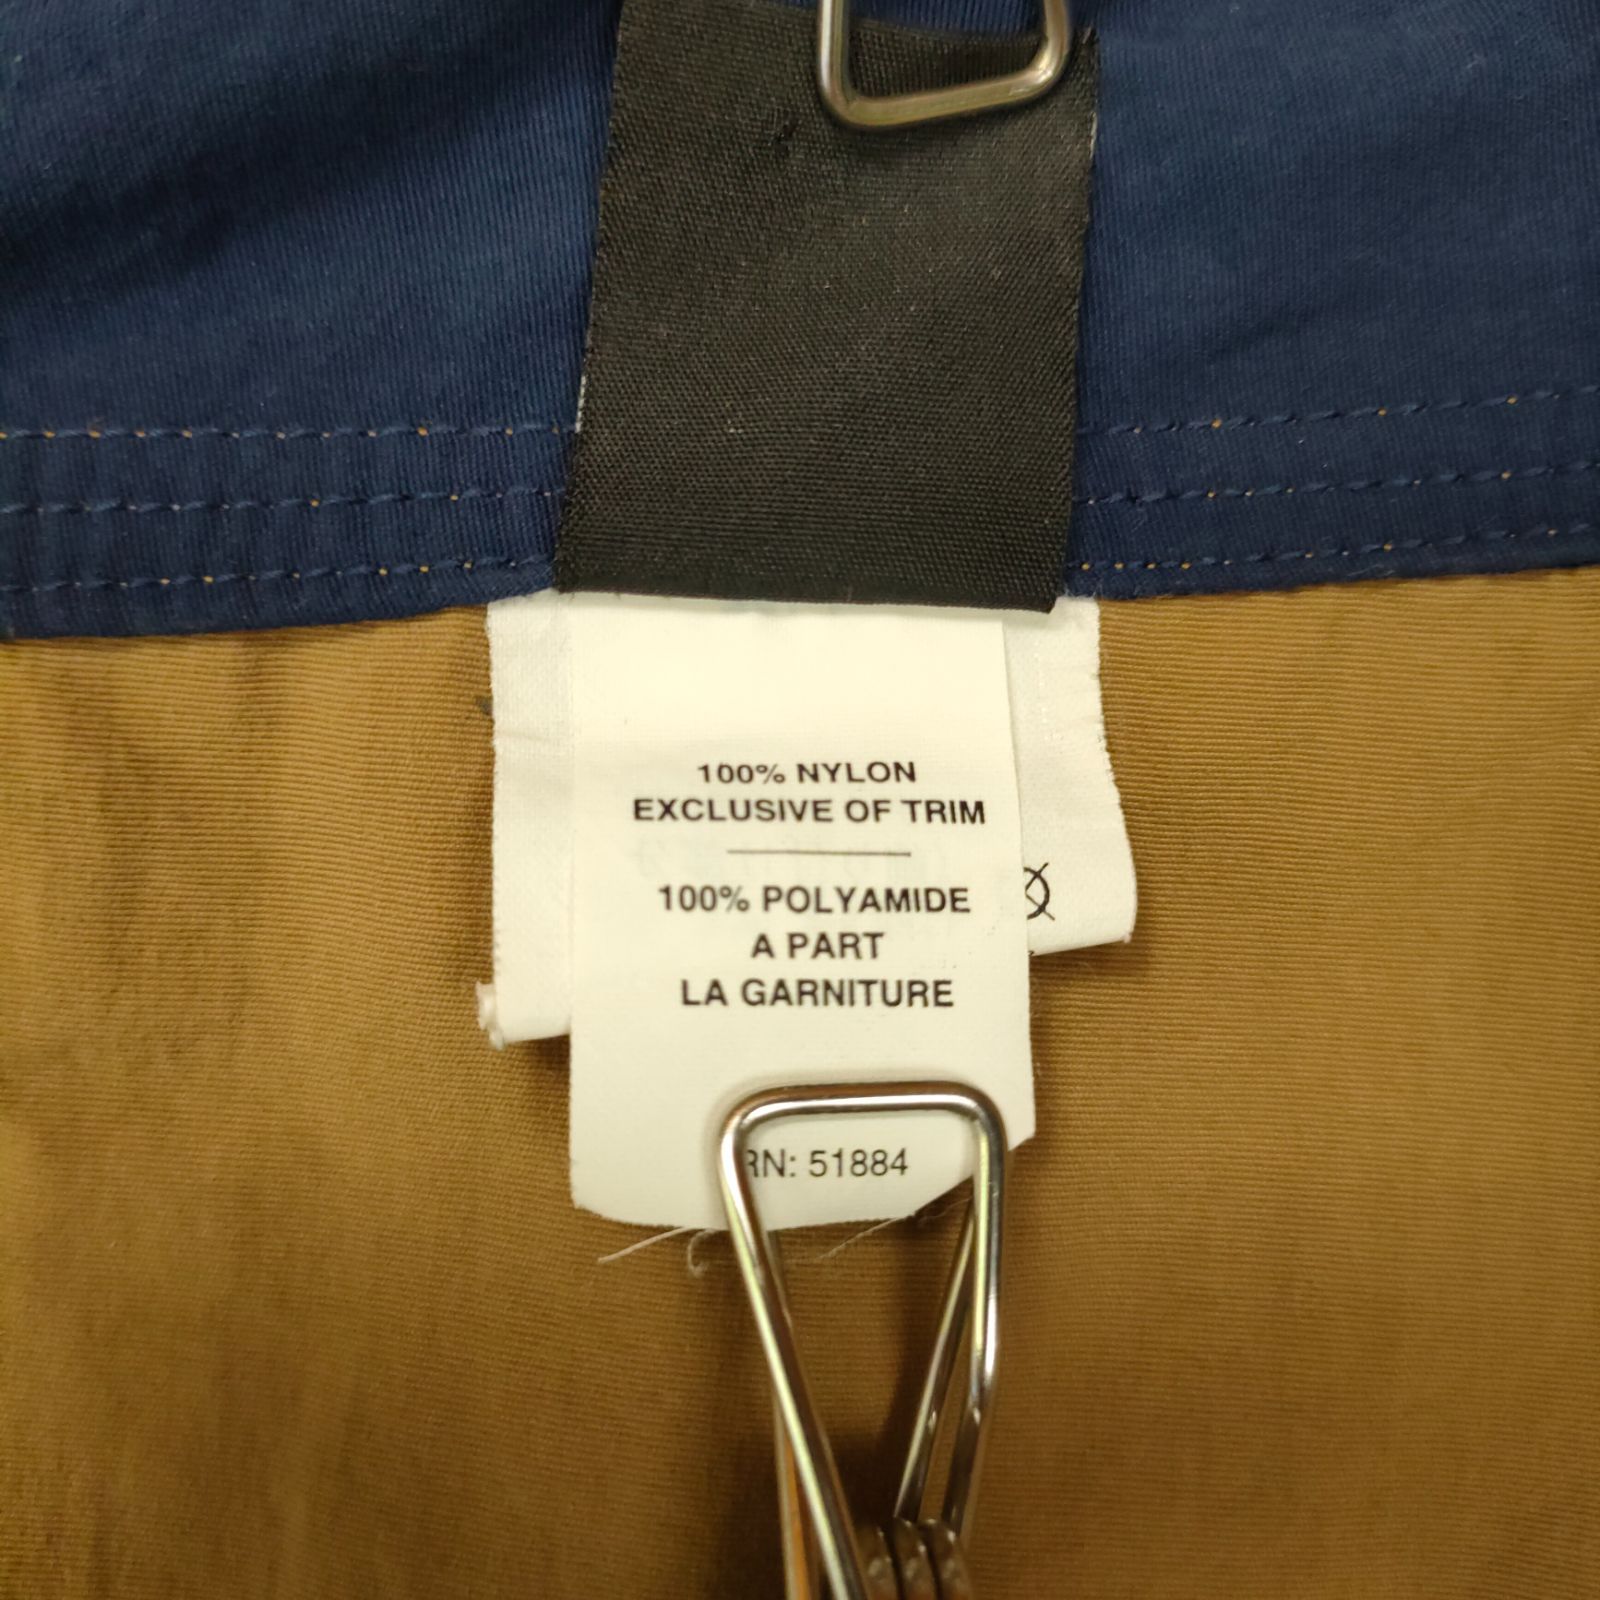 100% NYLON
EXCLUSIVE OF TRIM
100% POLYAMIDE
A PART
LA GARNITURE
RN: 51884